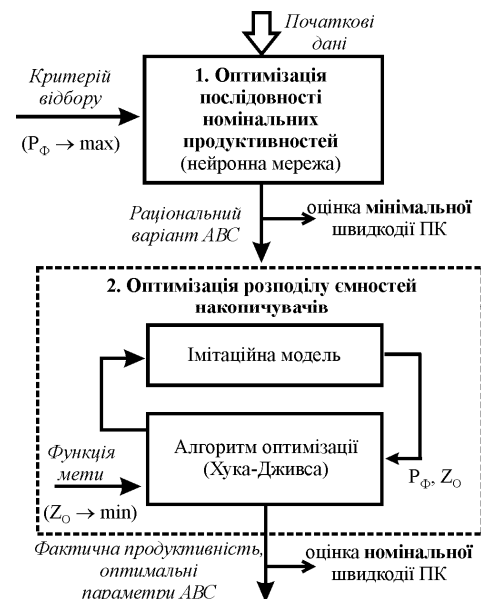 Початкові
дані
Критерій
відбору
(PФ → max)
1. Оптимізація
послідовності
номінальних
продуктивностей
(нейронна мережа)
Раціональний
варіант АВС
оцінка мінімальної
швидкодії ПК
2. Оптимізація розподілу ємностей
накопичувачів
Імітаційна модель
Алгоритм оптимізації
(Хука-Дживса)
Функція
мети
(ZО → min)
PФ, ZО
Фактична продуктивність,
оптимальні
параметри АВС
оцінка номінальної
швидкодії ПК